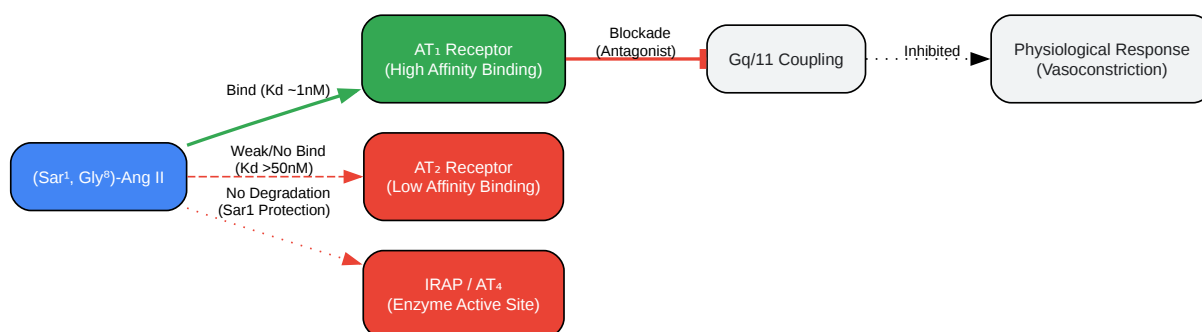 (Sar¹, Gly⁸)-Ang II
Bind (Kd ~1nM)
Weak/No Bind
(Kd >50nM)
No Degradation
(Sar1 Protection)
AT₁ Receptor
(High Affinity Binding)
AT₂ Receptor
(Low Affinity Binding)
IRAP / AT₄
(Enzyme Active Site)
Blockade
(Antagonist)
Gq/11 Coupling
Inhibited
Physiological Response
(Vasoconstriction)